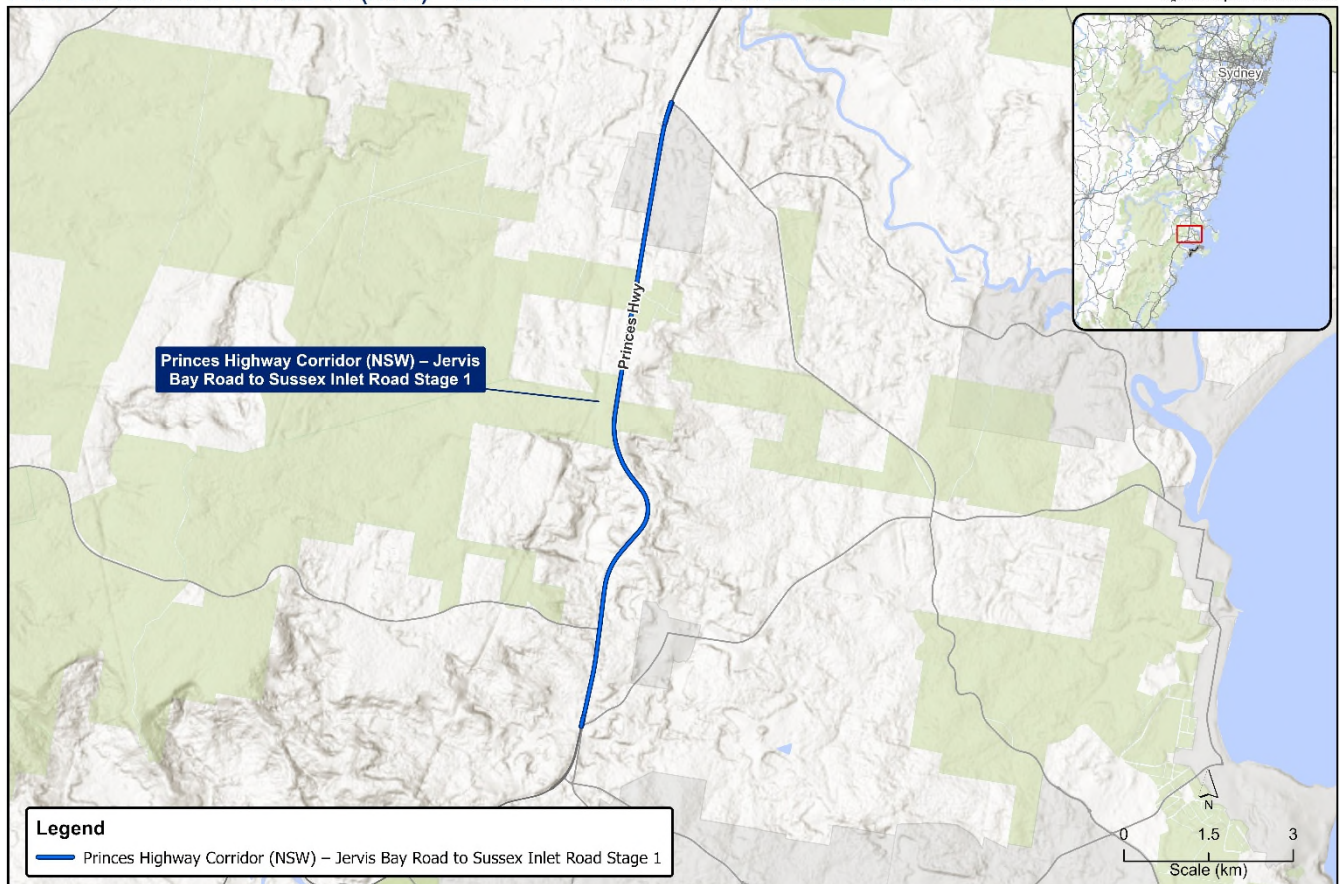 (NSW)
Sydney
Princes Hwy
Princes Highway Corridor (NSW) – Jervis
Bay Road to Sussex Inlet Road Stage 1
Legend
Princes Highway Corridor (NSW) – Jervis Bay Road to Sussex Inlet Road Stage 1
N
0 1.5 3
Scale (km)